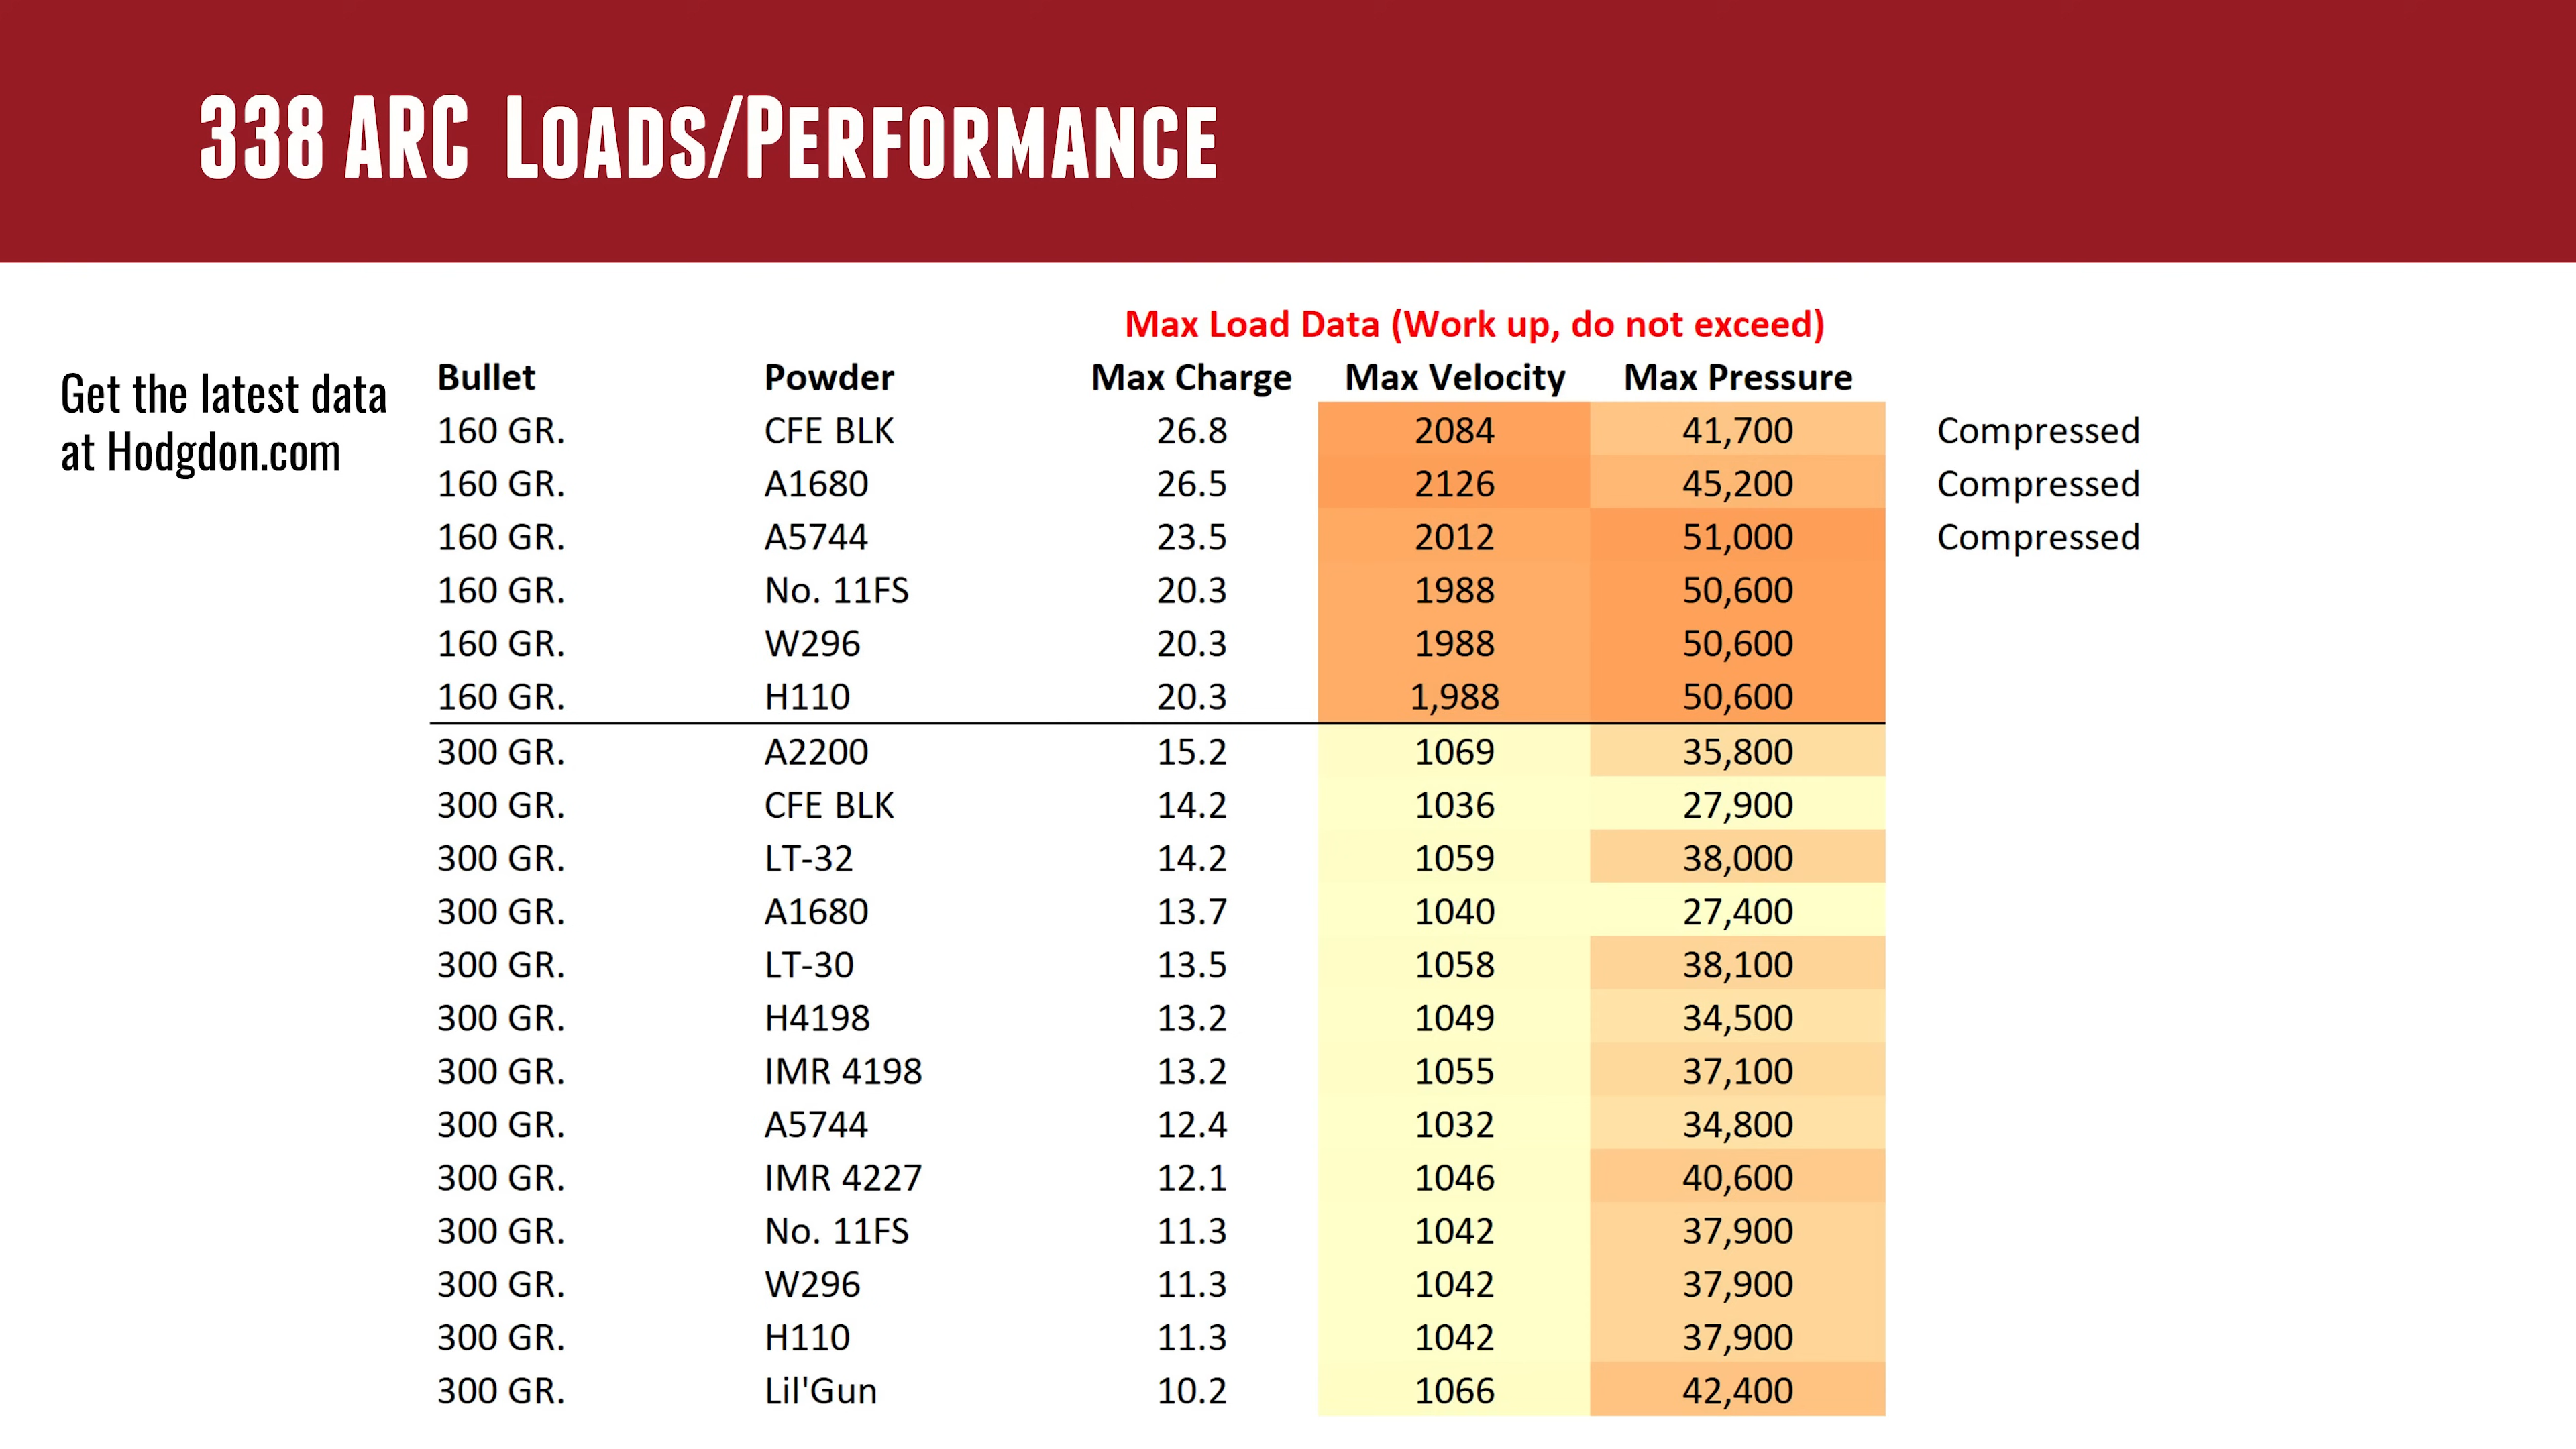 338 ARC LOADS/PERFORMANCE
Get the latest data
at Hodgdon.com
Max Load Data (Work up, do not exceed)
Bullet Powder Max Charge Max Velocity Max Pressure
160 GR. CFE BLK 26.8 2084 41,700 Compressed
160 GR. A1680 26.5 2126 45,200 Compressed
160 GR. A5744 23.5 2012 51,000 Compressed
160 GR. No. 11FS 20.3 1988 50,600
160 GR. W296 20.3 1988 50,600
160 GR. H110 20.3 1,988 50,600
300 GR. A2200 15.2 1069 35,800
300 GR. CFE BLK 14.2 1036 27,900
300 GR. LT-32 14.2 1059 38,000
300 GR. A1680 13.7 1040 27,400
300 GR. LT-30 13.5 1058 38,100
300 GR. H4198 13.2 1049 34,500
300 GR. IMR 4198 13.2 1055 37,100
300 GR. A5744 12.4 1032 34,800
300 GR. IMR 4227 12.1 1046 40,600
300 GR. No. 11FS 11.3 1042 37,900
300 GR. W296 11.3 1042 37,900
300 GR. H110 11.3 1042 37,900
300 GR. Lil'Gun 10.2 1066 42,400